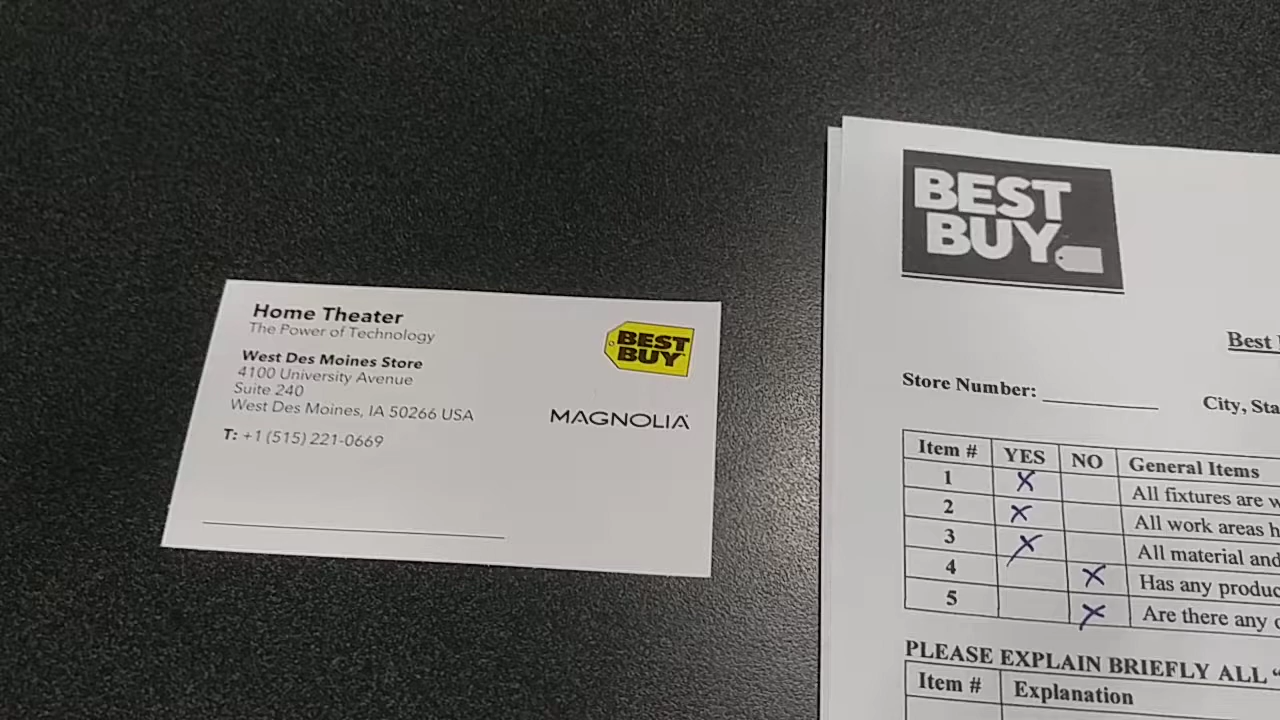 Home Theater
The Power of Technology
West Des Moines Store
4100 University Avenue
Suite 240
West Des Moines, IA 50266 USA
T: +1 (515) 221-0669
BEST
BUY
MAGNOLIA
BEST
BUY
Best
Store Number:
City,
Item # YES NO General Items
1 X All fixtures are
2 X All work areas
3 X All material and
4 X Has any
5 X Are there any
PLEASE EXPLAIN BRIEFLY ALL
Item # Explanation